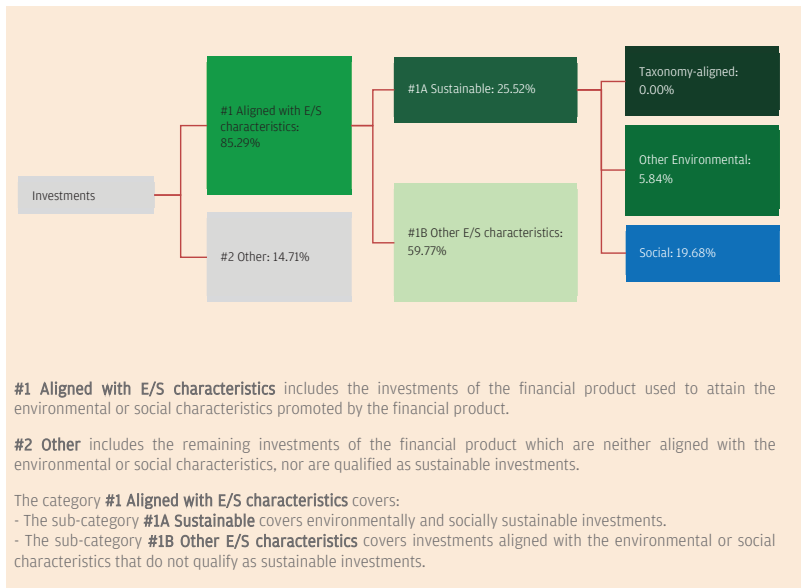 Investments
#1 Aligned with E/S
characteristics:
85.29%
#2 Other: 14.71%
#1A Sustainable: 25.52%
#1B Other E/S characteristics:
59.77%
Taxonomy-aligned:
0.00%
Other Environmental:
5.84%
Social: 19.68%
#1 Aligned with E/S characteristics includes the investments of the financial product used to attain the
environmental or social characteristics promoted by the financial product.
#2 Other includes the remaining investments of the financial product which are neither aligned with the
environmental or social characteristics, nor are qualified as sustainable investments.
The category #1 Aligned with E/S characteristics covers:
- The sub-category #1A Sustainable covers environmentally and socially sustainable investments.
- The sub-category #1B Other E/S characteristics covers investments aligned with the environmental or social
characteristics that do not qualify as sustainable investments.